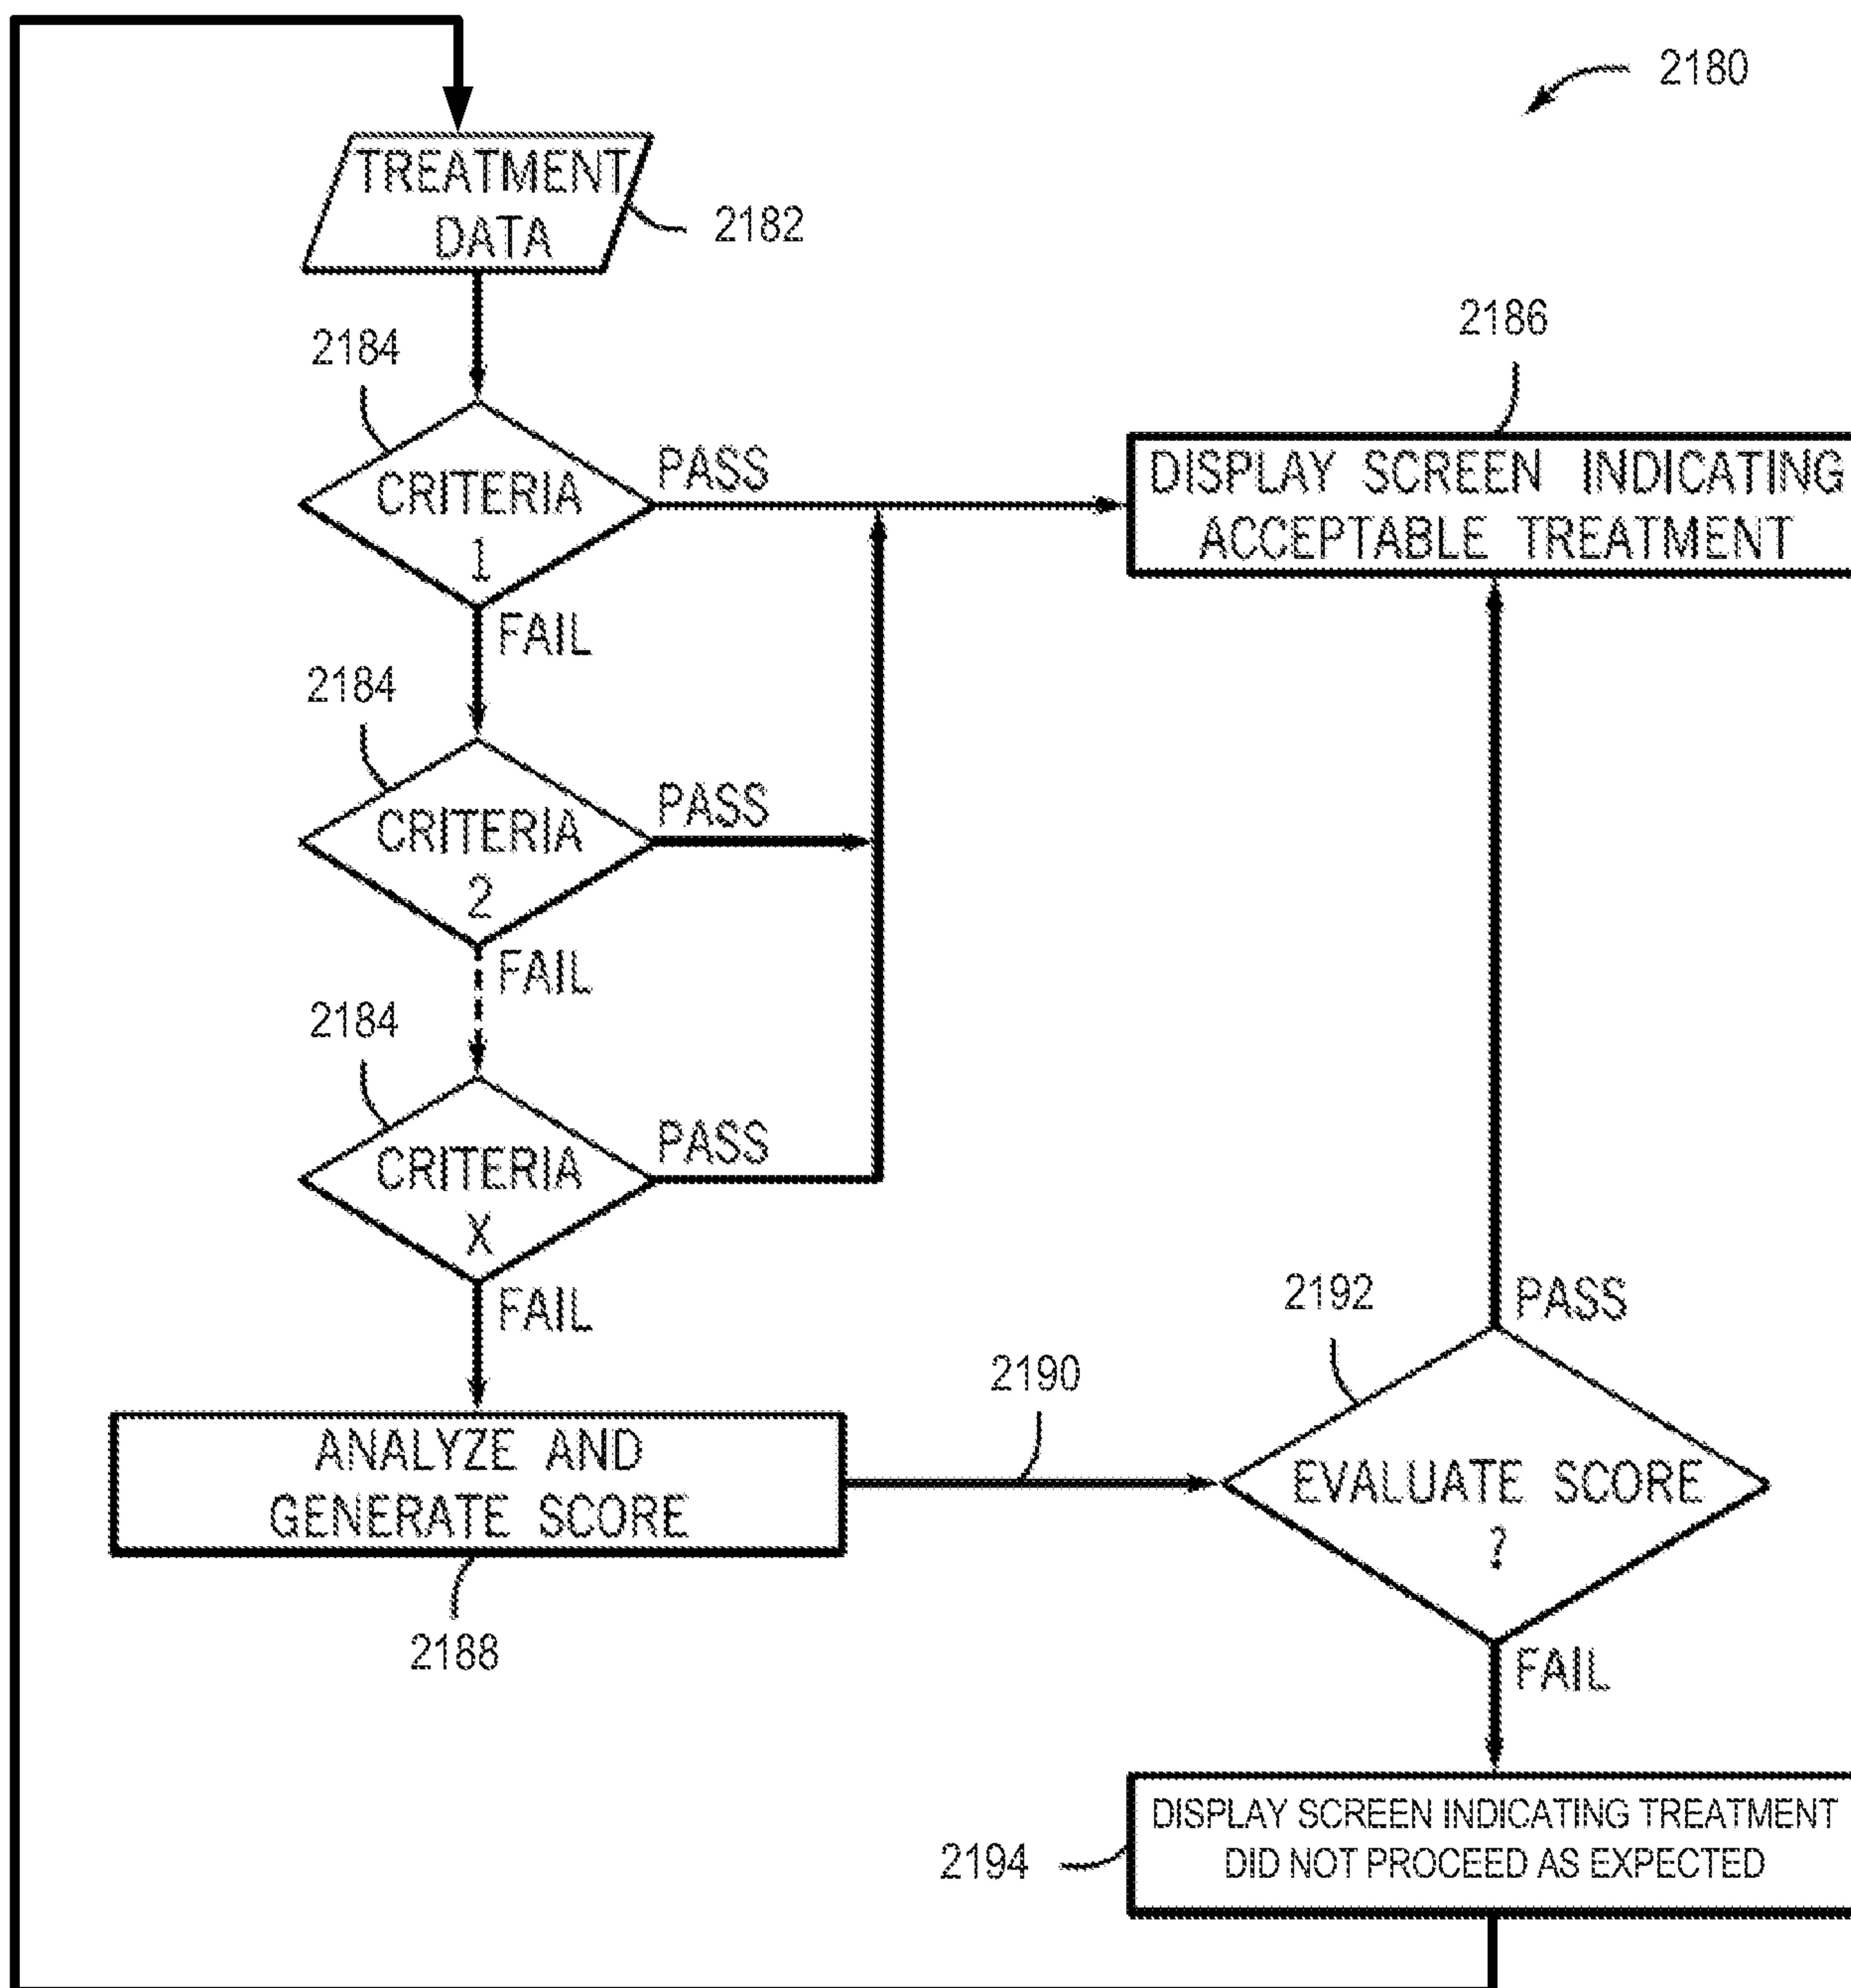 2180
TREATMENT
DATA
2182
2184
CRITERIA
1
PASS
FAIL
2186
DISPLAY SCREEN INDICATING
ACCEPTABLE TREATMENT
2184
CRITERIA
2
PASS
FAIL
2184
CRITERIA
X
PASS
FAIL
ANALYZE AND
GENERATE SCORE
2188
2190
2192
PASS
EVALUATE SCORE
?
FAIL
DISPLAY SCREEN INDICATING TREATMENT
DID NOT PROCEED AS EXPECTED
2194